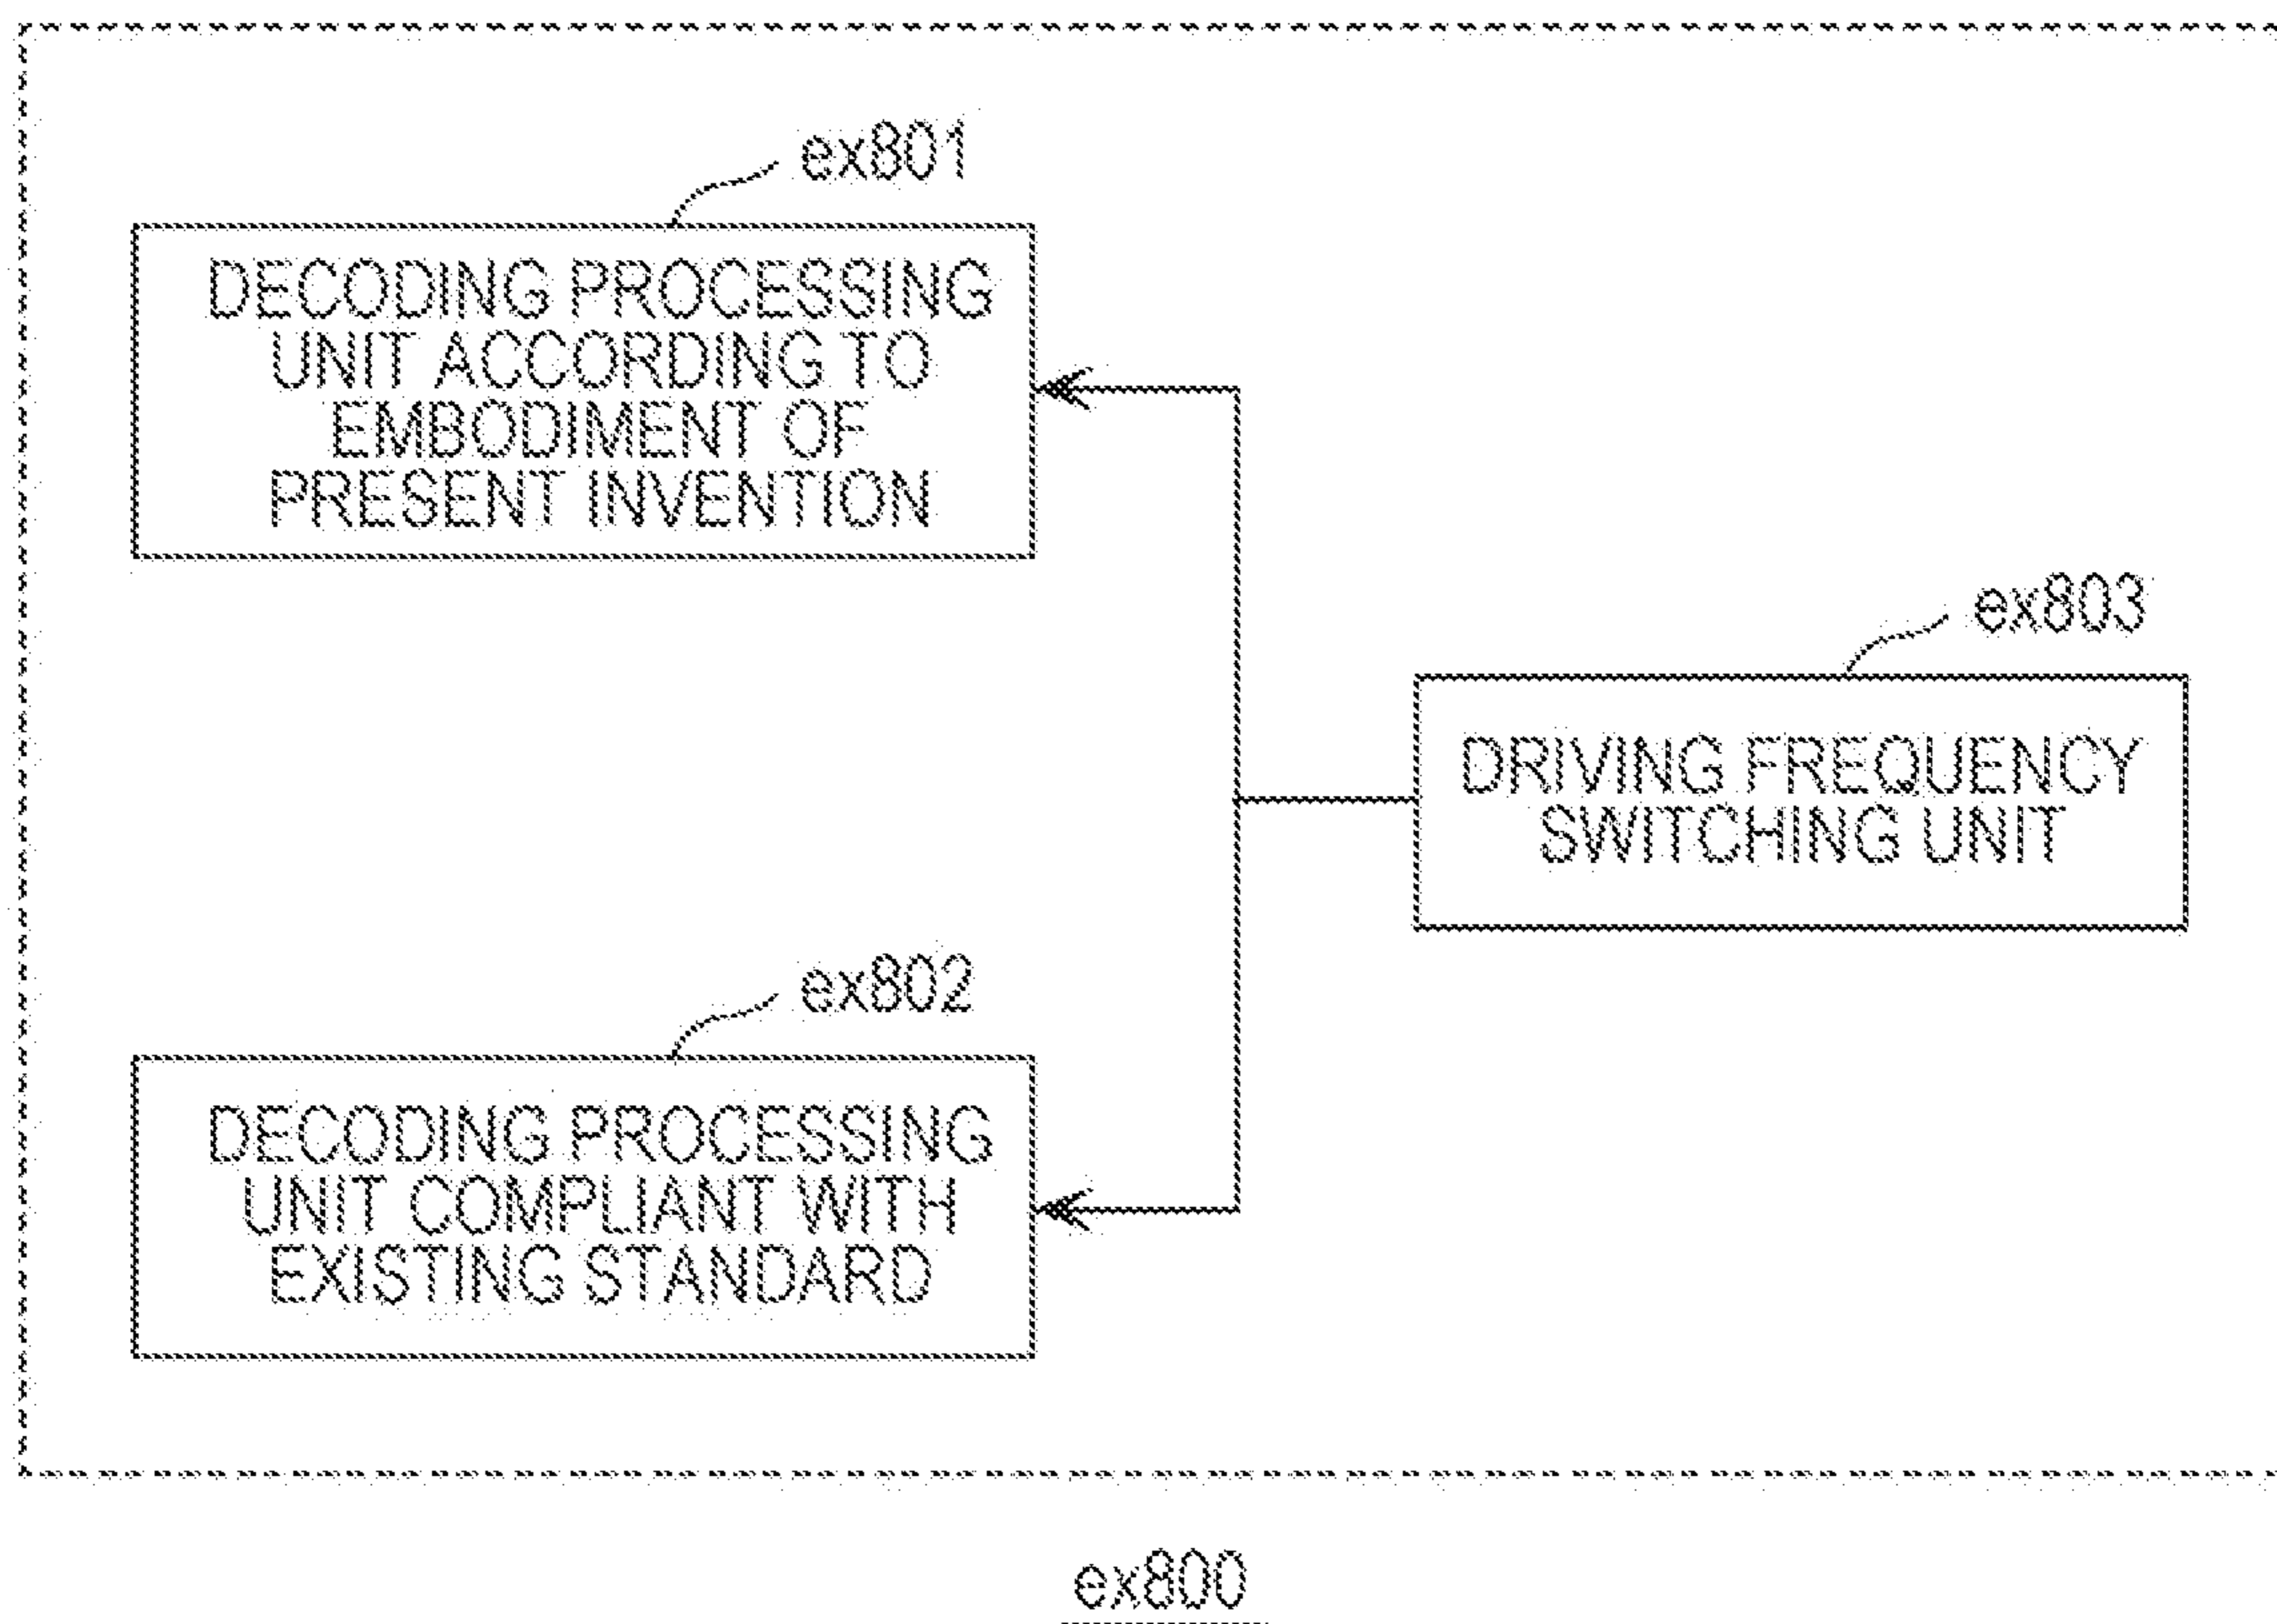 ex801
DECODING PROCESSING
UNIT ACCORDING TO
EMBODIMENT OF
PRESENT INVENTION
ex803
DRIVING FREQUENCY
SWITCHING UNIT
ex802
DECODING PROCESSING
UNIT COMPLIANT WITH
EXISTING STANDARD
ex800